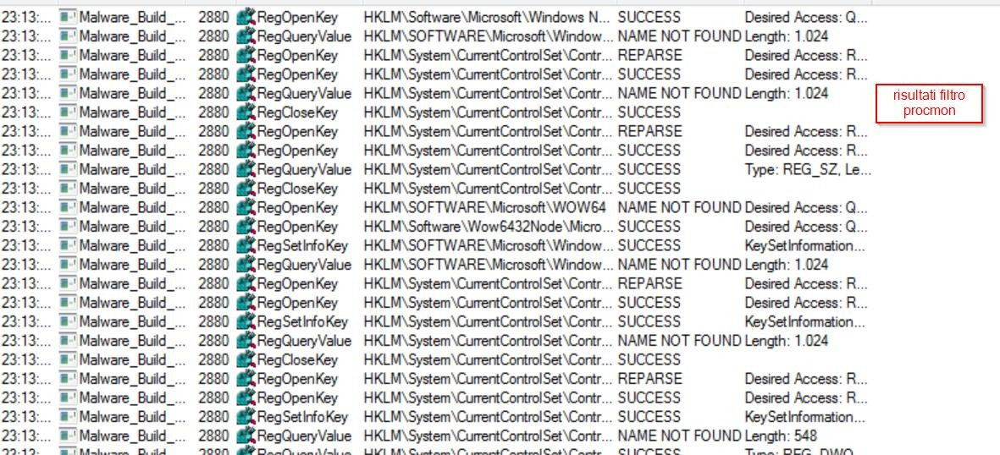 23:13:... Malware_Build_... 2880 RegOpenKey HKLM\Software\Microsoft\Windows N... SUCCESS Desired Access: Q...
23:13:... Malware_Build_... 2880 RegQueryValue HKLM\SOFTWARE\Microsoft\Window... NAME NOT FOUND Length: 1.024
23:13:... Malware_Build_... 2880 RegOpenKey HKLM\System\CurrentControlSet\Contr... REPARSE Desired Access: R...
23:13:... Malware_Build_... 2880 RegOpenKey HKLM\System\CurrentControlSet\Contr... SUCCESS Desired Access: R...
23:13:... Malware_Build_... 2880 RegQueryValue HKLM\System\CurrentControlSet\Contr... NAME NOT FOUND Length: 1.024
risultati filtro
procmon
23:13:... Malware_Build_... 2880 RegCloseKey HKLM\System\CurrentControlSet\Contr... SUCCESS
23:13:... Malware_Build_... 2880 RegOpenKey HKLM\System\CurrentControlSet\Contr... REPARSE Desired Access: R...
23:13:... Malware_Build_... 2880 RegOpenKey HKLM\System\CurrentControlSet\Contr... SUCCESS Desired Access: R...
23:13:... Malware_Build_... 2880 RegQueryValue HKLM\System\CurrentControlSet\Contr... SUCCESS Type: REG_SZ, Le...
23:13:... Malware_Build_... 2880 RegCloseKey HKLM\System\CurrentControlSet\Contr... SUCCESS
23:13:... Malware_Build_... 2880 RegOpenKey HKLM\SOFTWARE\Microsoft\WOW64 NAME NOT FOUND Desired Access: Q...
23:13:... Malware_Build_... 2880 RegOpenKey HKLM\Software\Wow6432Node\Micro... SUCCESS Desired Access: Q...
23:13:... Malware_Build_... 2880 RegSetInfoKey HKLM\SOFTWARE\Microsoft\Window... SUCCESS KeySetInformation...
23:13:... Malware_Build_... 2880 RegQueryValue HKLM\SOFTWARE\Microsoft\Window... NAME NOT FOUND Length: 1.024
23:13:... Malware_Build_... 2880 RegOpenKey HKLM\System\CurrentControlSet\Contr... REPARSE Desired Access: R...
23:13:... Malware_Build_... 2880 RegOpenKey HKLM\System\CurrentControlSet\Contr... SUCCESS Desired Access: R...
23:13:... Malware_Build_... 2880 RegSetInfoKey HKLM\System\CurrentControlSet\Contr... SUCCESS KeySetInformation...
23:13:... Malware_Build_... 2880 RegQueryValue HKLM\System\CurrentControlSet\Contr... NAME NOT FOUND Length: 1.024
23:13:... Malware_Build_... 2880 RegCloseKey HKLM\System\CurrentControlSet\Contr... SUCCESS
23:13:... Malware_Build_... 2880 RegOpenKey HKLM\System\CurrentControlSet\Contr... REPARSE Desired Access: R...
23:13:... Malware_Build_... 2880 RegOpenKey HKLM\System\CurrentControlSet\Contr... SUCCESS Desired Access: R...
23:13:... Malware_Build_... 2880 RegSetInfoKey HKLM\System\CurrentControlSet\Contr... SUCCESS KeySetInformation...
23:13:... Malware_Build_... 2880 RegQueryValue HKLM\System\CurrentControlSet\Contr... NAME NOT FOUND Length: 548
23:13:... Malware_Build_... 2880 RegQueryValue HKLM\System\CurrentControlSet\Contr... SUCCESS Type: REG_DWO...